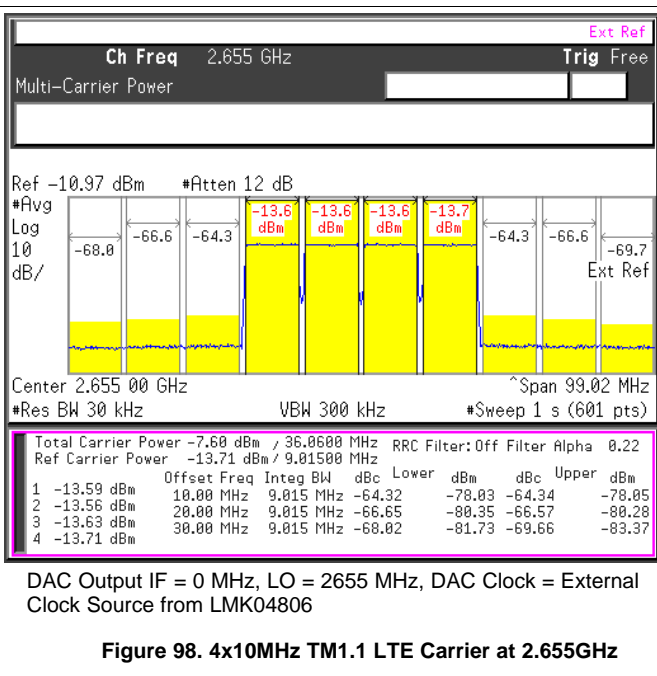 Ext Ref
Ch Freq 2.655 GHz Trig Free
Multi-Carrier Power
Ref -10.97 dBm #Atten 12 dB
#Avg
Log
10
dB/
-68.0 -66.6 -64.3 -13.6 dBm -13.6 dBm -13.6 dBm -13.7 dBm -64.3 -66.6 -69.7
Ext Ref
Center 2.655 00 GHz ^Span 99.02 MHz
#Res BW 30 kHz VBW 300 kHz #Sweep 1 s (601 pts)
Total Carrier Power -7.60 dBm / 36.0600 MHz RRC Filter: Off Filter Alpha 0.22
Ref Carrier Power -13.71 dBm / 9.01500 MHz
Offset Freq Integ BW dBc Lower dBm dBc Upper dBm
1 -13.59 dBm 10.00 MHz 9.015 MHz -64.32 -78.03 -64.34 -78.05
2 -13.56 dBm 20.00 MHz 9.015 MHz -66.65 -80.35 -66.57 -80.28
3 -13.63 dBm 30.00 MHz 9.015 MHz -68.02 -81.73 -69.66 -83.37
4 -13.71 dBm
DAC Output IF = 0 MHz, LO = 2655 MHz, DAC Clock = External
Clock Source from LMK04806
Figure 98. 4x10MHz TM1.1 LTE Carrier at 2.655GHz